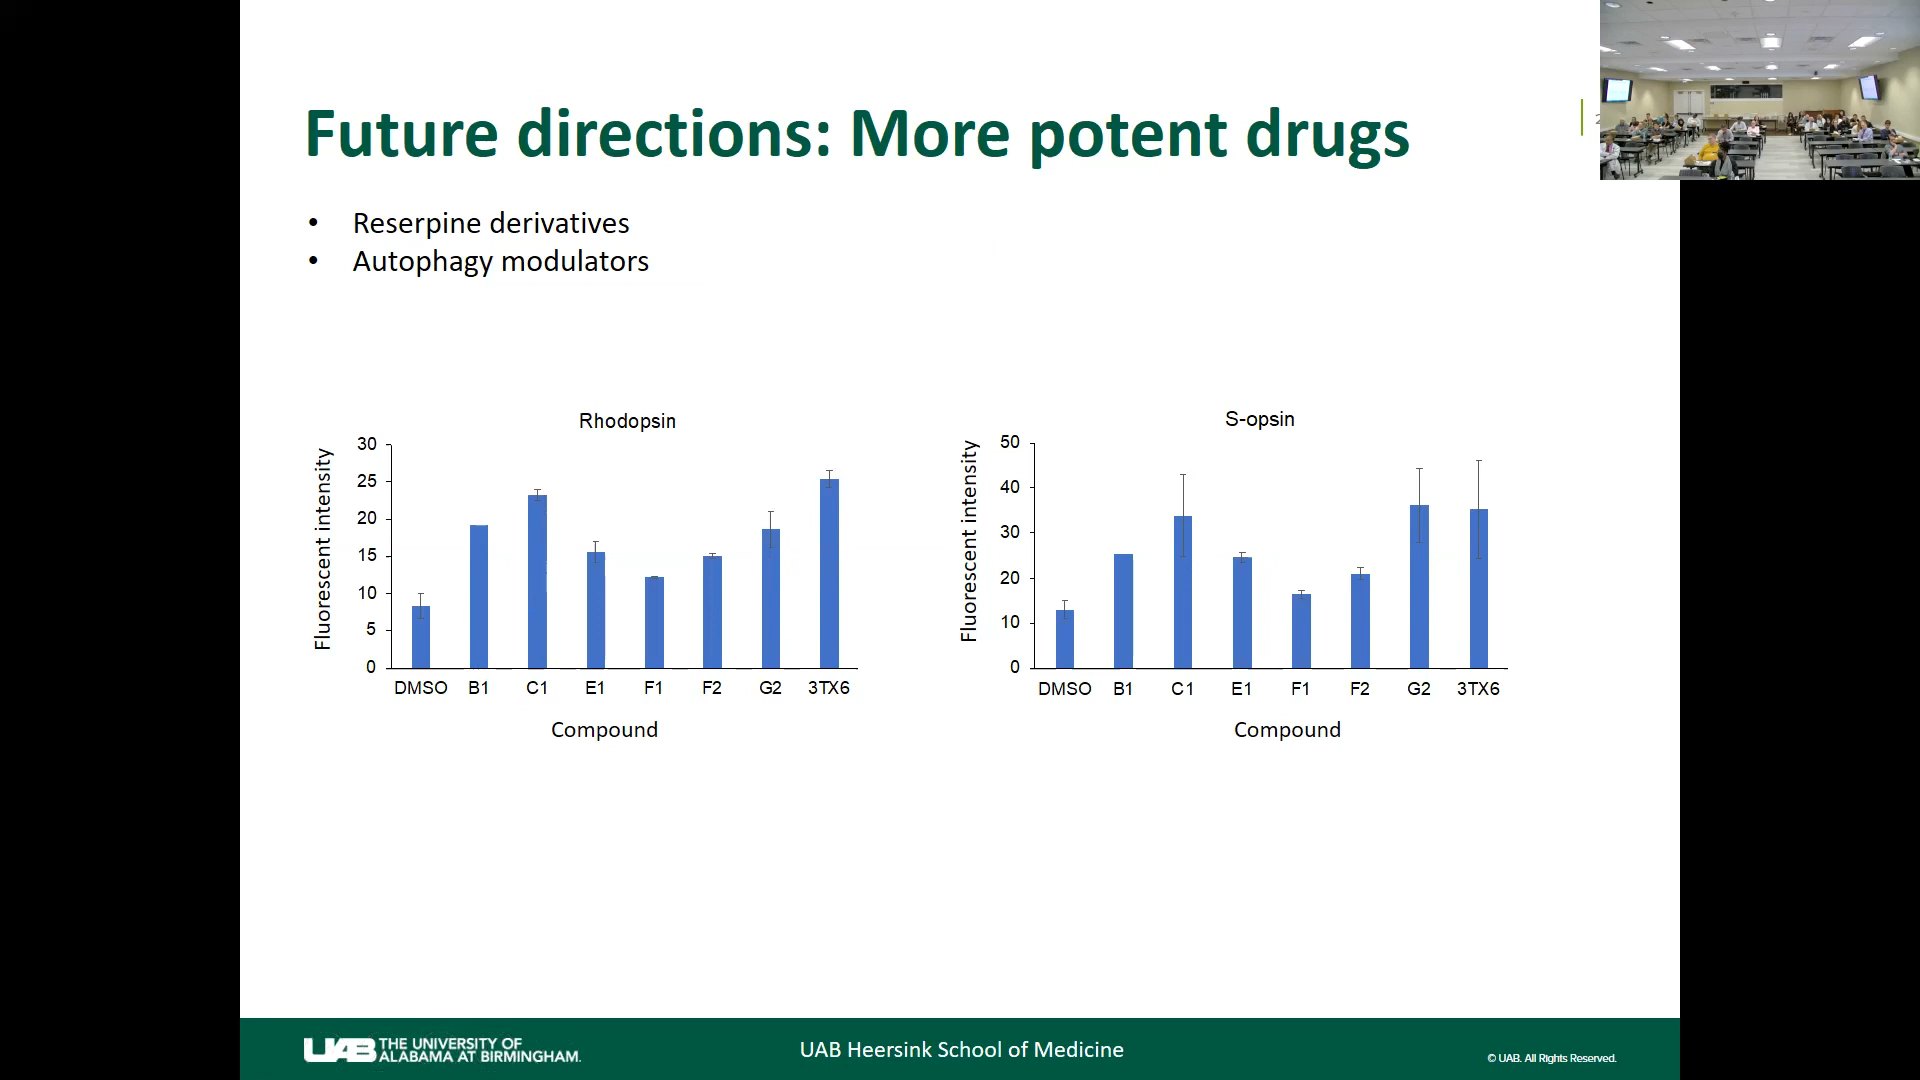 Future directions: More potent drugs
• Reserpine derivatives
• Autophagy modulators
Rhodopsin
Fluorescent intensity
30
25
20
15
10
5
0
DMSO B1 C1 E1 F1 F2 G2 3TX6
Compound
S-opsin
Fluorescent intensity
50
40
30
20
10
0
DMSO B1 C1 E1 F1 F2 G2 3TX6
Compound
UAB THE UNIVERSITY OF
ALABAMA AT BIRMINGHAM.
UAB Heersink School of Medicine
© UAB. All Rights Reserved.